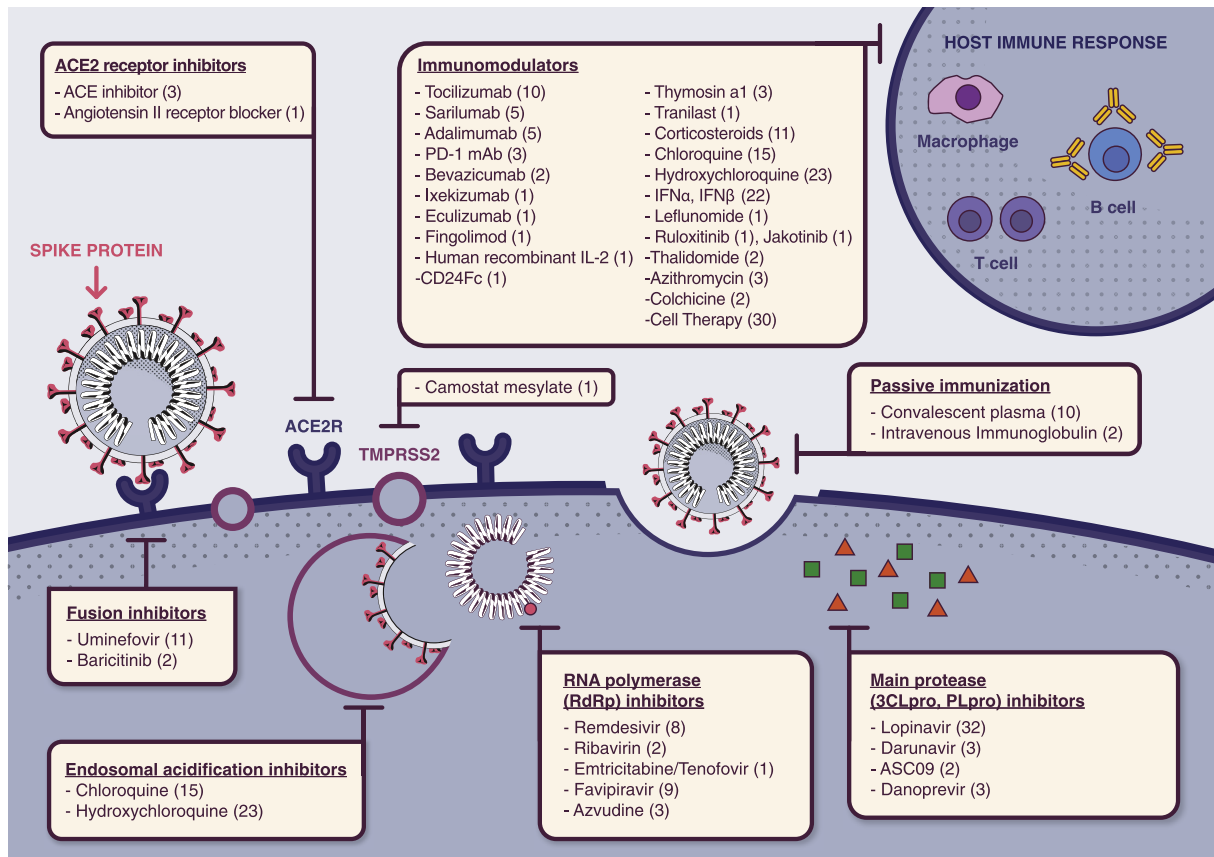 ACE2 receptor inhibitors
- ACE inhibitor (3)
- Angiotensin II receptor blocker (1)
Immunomodulators
- Tocilizumab (10)
- Sarilumab (5)
- Adalimumab (5)
- PD-1 mAb (3)
- Bevazicumab (2)
- Ixekizumab (1)
- Eculizumab (1)
- Fingolimod (1)
- Human recombinant IL-2 (1)
-CD24Fc (1)
- Thymosin a1 (3)
- Tranilast (1)
- Corticosteroids (11)
- Chloroquine (15)
- Hydroxychloroquine (23)
- IFNα, IFNβ (22)
- Leflunomide (1)
- Ruloxitinib (1), Jakotinib (1)
-Thalidomide (2)
-Azithromycin (3)
-Colchicine (2)
-Cell Therapy (30)
HOST IMMUNE RESPONSE
Macrophage
B cell
T cell
SPIKE PROTEIN
- Camostat mesylate (1)
ACE2R
TMPRSS2
Passive immunization
- Convalescent plasma (10)
- Intravenous Immunoglobulin (2)
Fusion inhibitors
- Uminefovir (11)
- Baricitinib (2)
Endosomal acidification inhibitors
- Chloroquine (15)
- Hydroxychloroquine (23)
RNA polymerase
(RdRp) inhibitors
- Remdesivir (8)
- Ribavirin (2)
- Emtricitabine/Tenofovir (1)
- Favipiravir (9)
- Azvudine (3)
Main protease
(3CLpro, PLpro) inhibitors
- Lopinavir (32)
- Darunavir (3)
- ASC09 (2)
- Danoprevir (3)